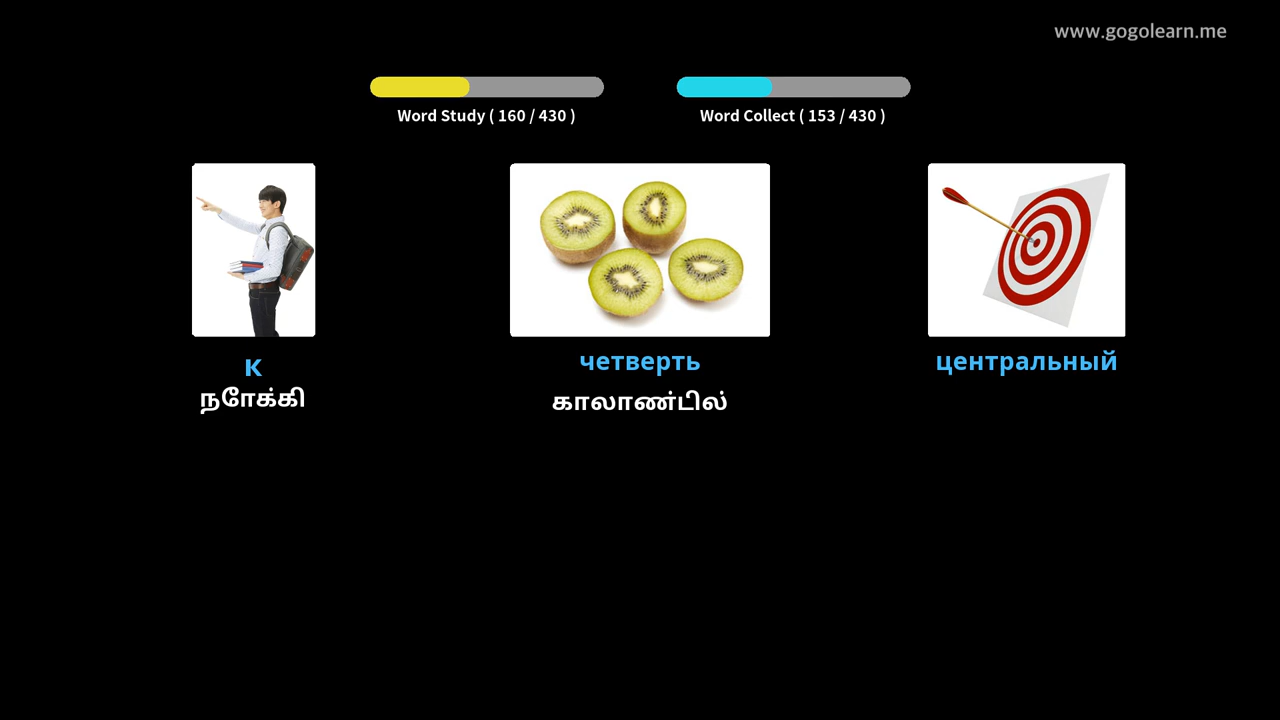 www.gogolearn.me
Word Study ( 160 / 430 )
Word Collect ( 153 / 430 )
к
நோக்கி
четверть
காலாண்டில்
центральный